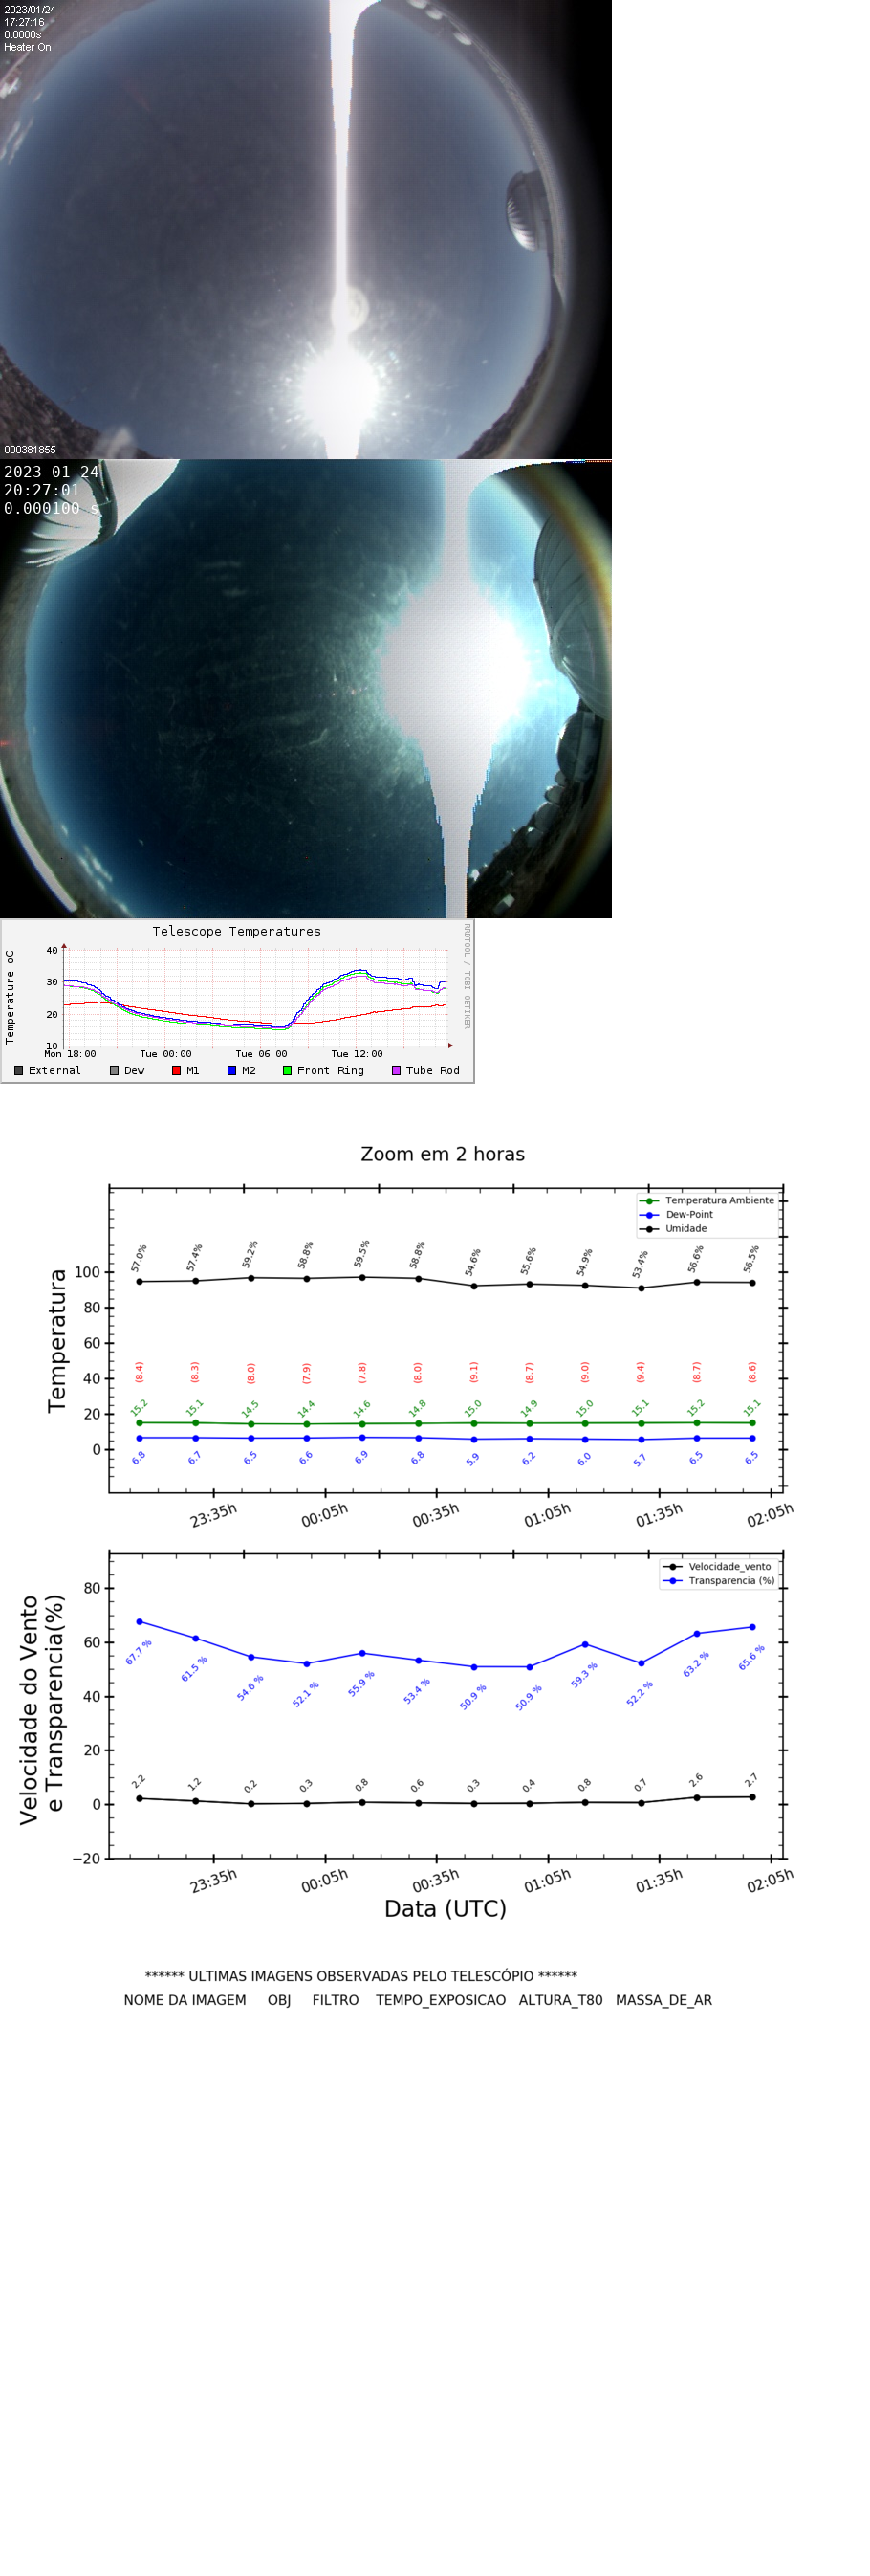 2023/01/24
17:27:16
0.0000s
Heater On
000381855
2023-01-24
20:27:01
0.000100 s
Telescope Temperatures
RRDTOOL / TOBI OETIKER
Temperature oC
40
30
20
10
Mon 18:00 Tue 00:00 Tue 06:00 Tue 12:00
External Dew M1 M2 Front Ring Tube Rod
Zoom em 2 horas
Temperatura Ambiente
Dew-Point
Umidade
Temperatura
100
80
60
40
20
0
57.0% 57.4% 59.2% 58.8% 59.5% 58.8% 54.6% 55.6% 54.9% 53.4% 56.6% 56.5%
(8.4) (8.3) (8.0) (7.9) (7.8) (8.0) (9.1) (8.7) (9.0) (9.4) (8.7) (8.6)
15.2 15.1 14.5 14.4 14.6 14.8 15.0 14.9 15.0 15.1 15.2 15.1
6.8 6.7 6.5 6.6 6.9 6.8 5.9 6.2 6.0 5.7 6.5 6.5
23:35h 00:05h 00:35h 01:05h 01:35h 02:05h
Velocidade_vento
Transparencia (%)
Velocidade do Vento
e Transparencia(%)
80
60
40
20
0
−20
67.7 % 61.5 % 54.6 % 52.1 % 55.9 % 53.4 % 50.9 % 50.9 % 59.3 % 52.2 % 63.2 % 65.6 %
2.2 1.2 0.2 0.3 0.8 0.6 0.3 0.4 0.8 0.7 2.6 2.7
23:35h 00:05h 00:35h 01:05h 01:35h 02:05h
Data (UTC)
****** ULTIMAS IMAGENS OBSERVADAS PELO TELESCÓPIO ******
NOME DA IMAGEM OBJ FILTRO TEMPO_EXPOSICAO ALTURA_T80 MASSA_DE_AR